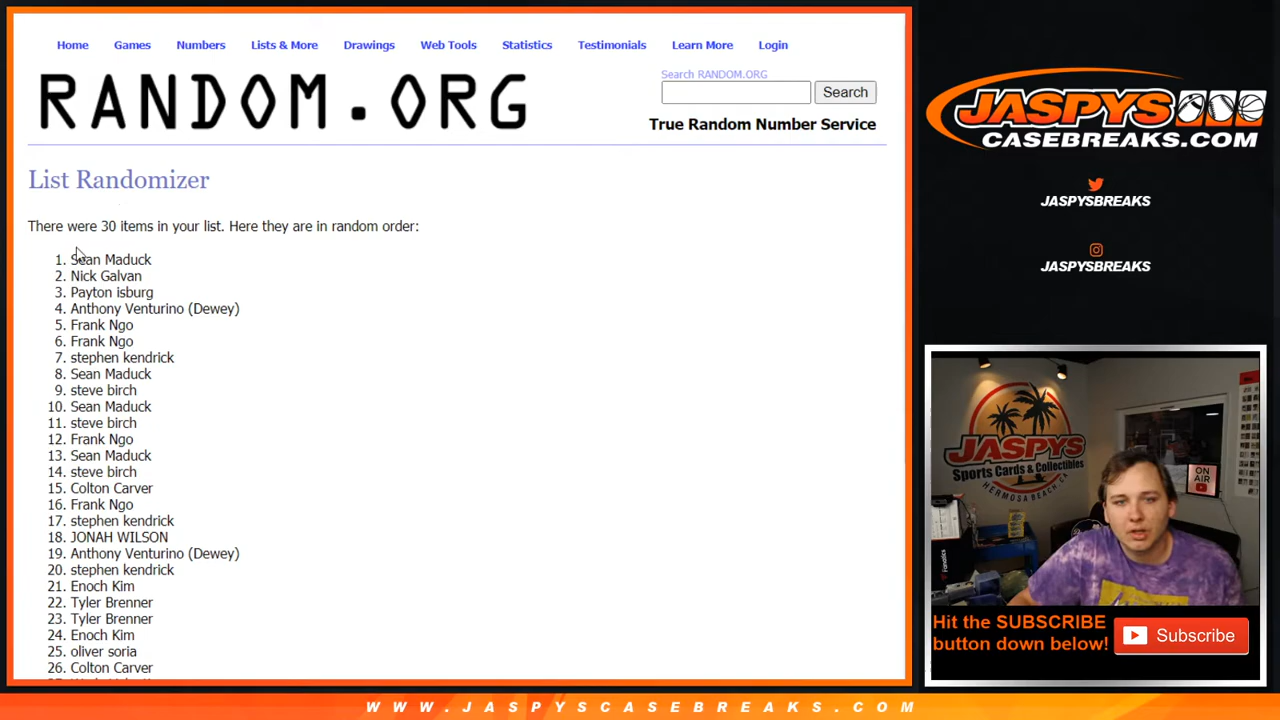 Home Games Numbers Lists & More Drawings Web Tools Statistics Testimonials Learn More Login
RANDOM.ORG
Search RANDOM.ORG
Search
True Random Number Service
List Randomizer
There were 30 items in your list. Here they are in random order:
1. Sean Maduck
2. Nick Galvan
3. Payton isburg
4. Anthony Venturino (Dewey)
5. Frank Ngo
6. Frank Ngo
7. stephen kendrick
8. Sean Maduck
9. steve birch
10. Sean Maduck
11. steve birch
12. Frank Ngo
13. Sean Maduck
14. steve birch
15. Colton Carver
16. Frank Ngo
17. stephen kendrick
18. JONAH WILSON
19. Anthony Venturino (Dewey)
20. stephen kendrick
21. Enoch Kim
22. Tyler Brenner
23. Tyler Brenner
24. Enoch Kim
25. oliver soria
26. Colton Carver
JASPYS
CASEBREAKS.COM
JASPYSBREAKS
JASPYSBREAKS
JASPYS
Sports Cards & Collectibles
HERMOSA BEACH, CA
ON AIR
Fanatics
Hit the SUBSCRIBE
button down below!
Subscribe
WWW.JASPYSCASEBREAKS.COM